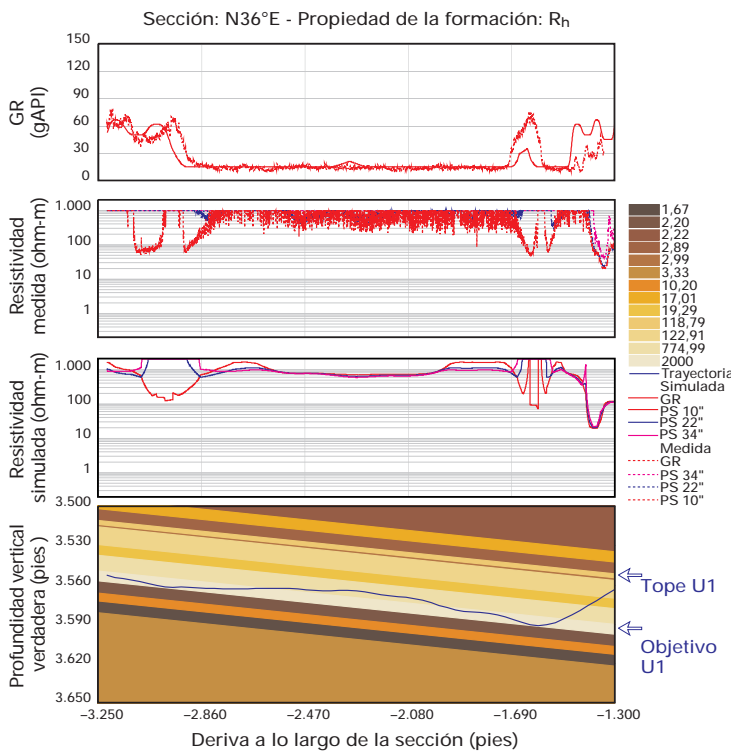 Sección: N36°E - Propiedad de la formación: Rh
GR
(gAPI)
150
120
90
60
30
0
Resistividad
medida (ohm-m)
1.000
100
10
1
Resistividad
simulada (ohm-m)
1.000
100
10
1
Profundidad vertical
verdadera (pies)
3.500
3.530
3.560
3.590
3.620
3.650
-3.250
-2.860
-2.470
-2.080
-1.690
-1.300
Deriva a lo largo de la sección (pies)
1,67
2,20
2,22
2,89
2,99
3,33
10,20
17,01
19,29
118,79
122,91
774,99
2000
Trayectoria
Simulada
GR
PS 10"
PS 22"
PS 34"
Medida
GR
PS 34"
PS 22"
PS 10"
Tope U1
Objetivo
U1